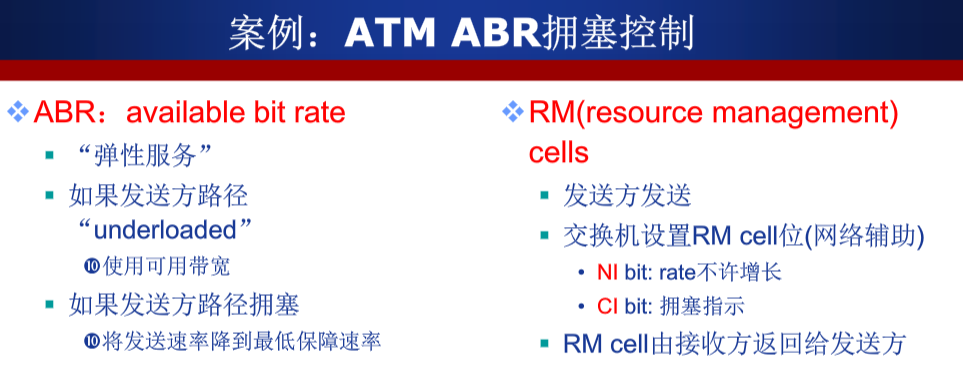 案例：ATM ABR拥塞控制
ABR：available bit rate
“弹性服务”
如果发送方路径
“underloaded”
⓾使用可用带宽
如果发送方路径拥塞
⓾将发送速率降到最低保障速率
RM(resource management)
cells
发送方发送
交换机设置RM cell位(网络辅助)
NI bit: rate不许增长
CI bit: 拥塞指示
RM cell由接收方返回给发送方